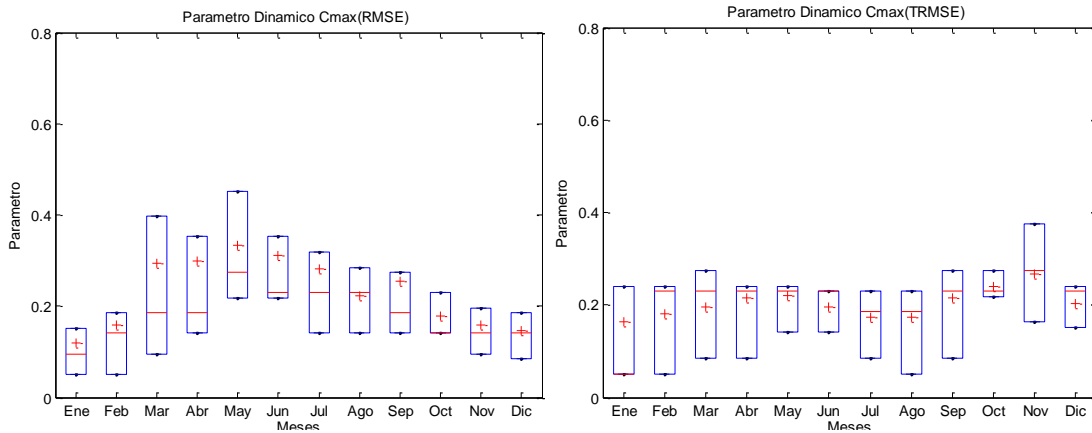 Parametro Dinamico Cmax(RMSE)
0.8
0.6
0.4
0.2
0
Parametro
Ene Feb Mar Abr May Jun Jul Ago Sep Oct Nov Dic
Meses
Parametro Dinamico Cmax(TRMSE)
0.8
0.6
0.4
0.2
0
Parametro
Ene Feb Mar Abr May Jun Jul Ago Sep Oct Nov Dic
Meses